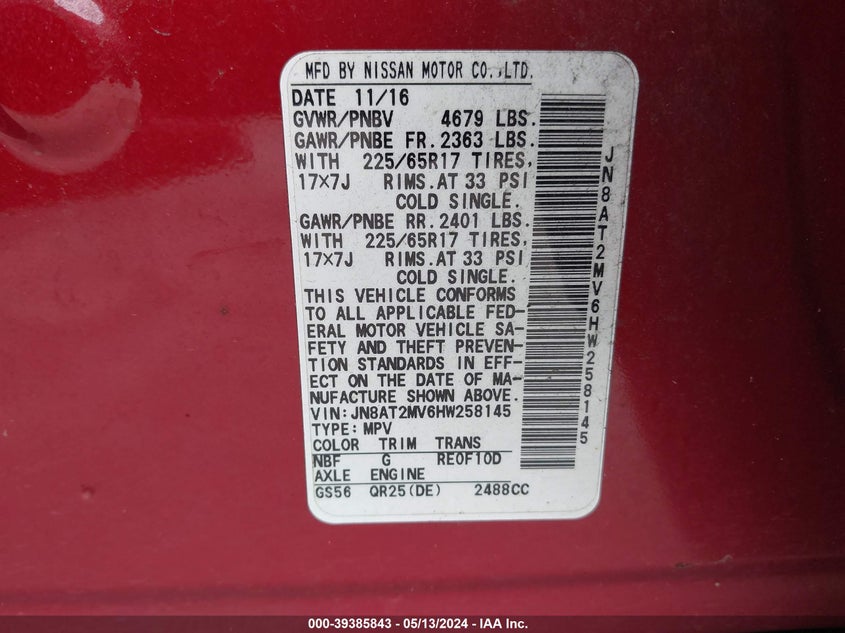 MFD BY NISSAN MOTOR CO.,LTD.
DATE 11/16
GVWR/PNBV 4679 LBS.
GAWR/PNBE FR. 2363 LBS.
WITH 225/65R17 TIRES,
17×7J RIMS.AT 33 PSI
COLD SINGLE.
GAWR/PNBE RR. 2401 LBS.
WITH 225/65R17 TIRES,
17×7J RIMS.AT 33 PSI
COLD SINGLE.
THIS VEHICLE CONFORMS
TO ALL APPLICABLE FED-
ERAL MOTOR VEHICLE SA-
FETY AND THEFT PREVEN-
TION STANDARDS IN EFF-
ECT ON THE DATE OF MA-
NUFACTURE SHOWN ABOVE.
VIN:JN8AT2MV6HW258145
TYPE:MPV
COLOR TRIM TRANS
NBF G RE0F10D
AXLE ENGINE
GS56 QR25(DE) 2488CC
JN8AT2MV6HW258145
000-39385843 - 05/13/2024 - IAA Inc.